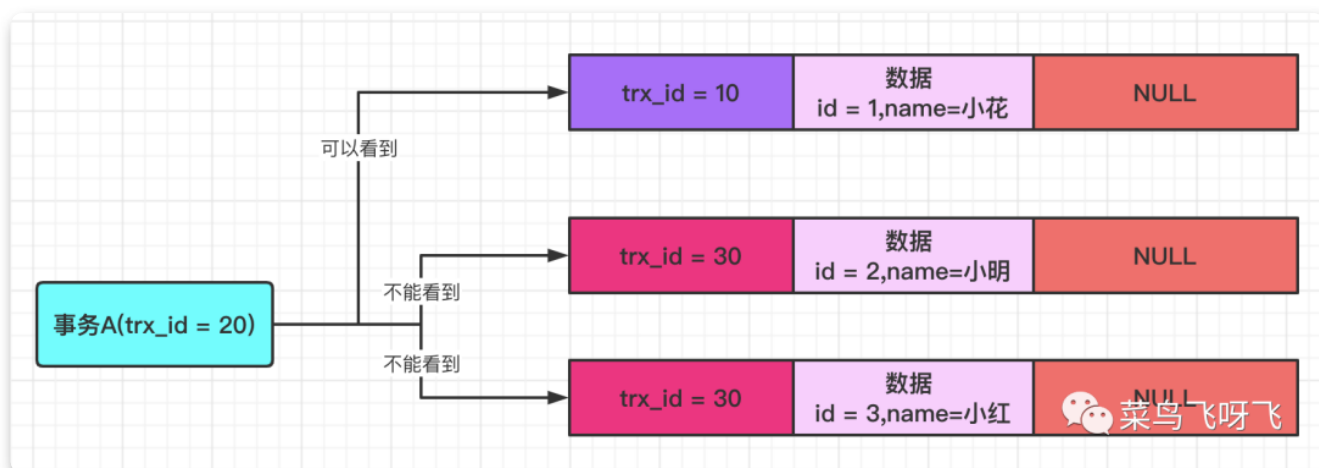 trx_id = 10
数据
id = 1,name=小花
NULL
可以看到
trx_id = 30
数据
id = 2,name=小明
NULL
不能看到
事务A(trx_id = 20)
不能看到
trx_id = 30
数据
id = 3,name=小红
NULL
菜鸟飞呀飞